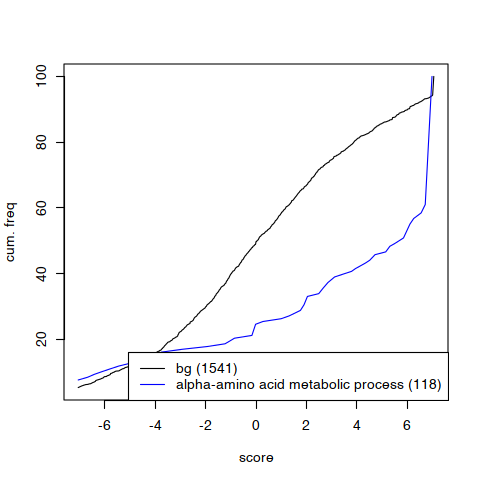 100
80
60
40
20
cum. freq
bg (1541)
alpha-amino acid metabolic process (118)
-6 -4 -2 0 2 4 6
score